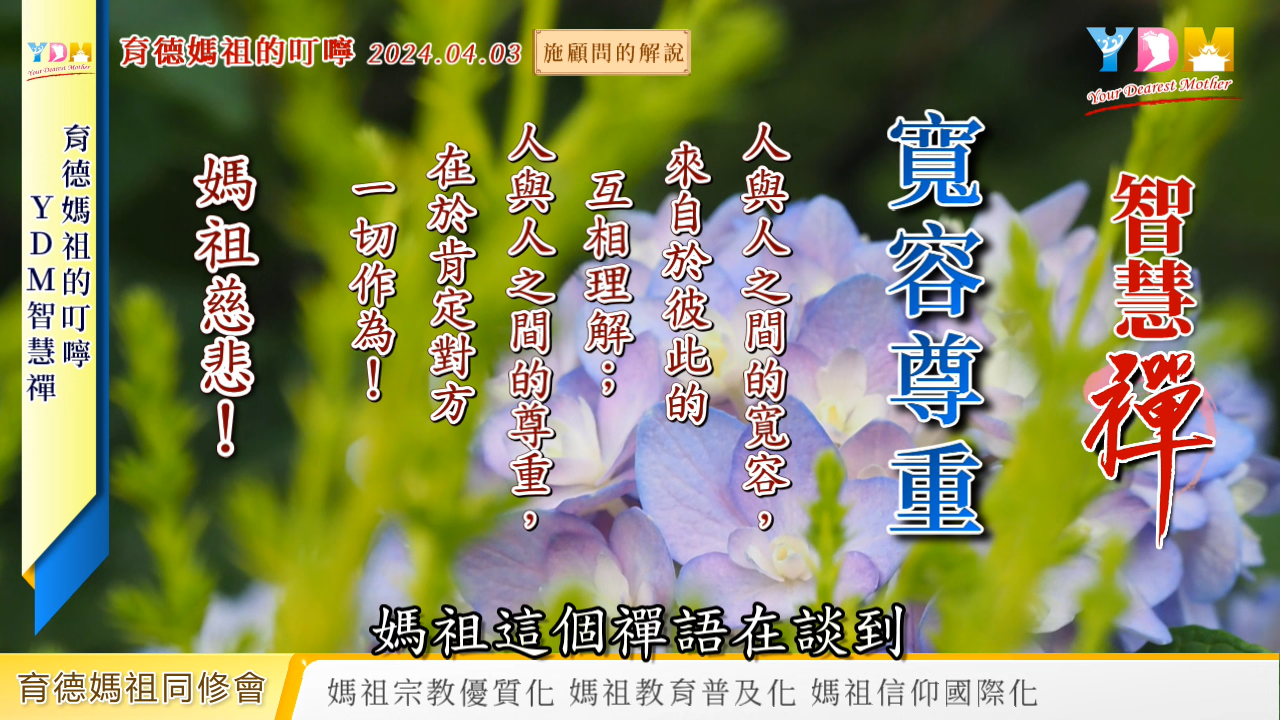 育德媽祖的叮嚀 2024.04.03 施顧問的解說
YDM
Your Dearest Mother
智慧禪
寬容尊重
人與人之間的寬容，
來自於彼此的
互相理解；
人與人之間的尊重，
在於肯定對方
一切作為！
媽祖慈悲！
YDM
Your Dearest Mother
育德媽祖的叮嚀
YDM智慧禪
媽祖這個禪語在談到
育德媽祖同修會
媽祖宗教優質化 媽祖教育普及化 媽祖信仰國際化